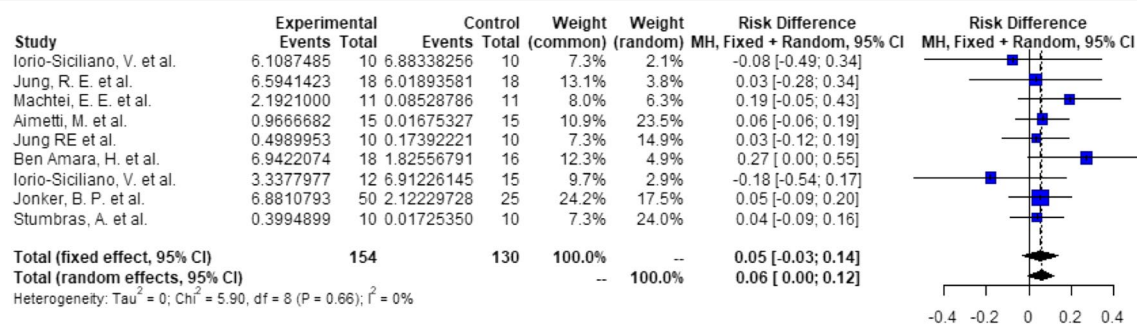 Experimental Control Weight Weight Risk Difference Risk Difference
Study Events Total Events Total (common) (random) MH, Fixed + Random, 95% CI MH, Fixed + Random, 95% CI
Iorio-Siciliano, V. et al. 6.1087485 10 6.88338256 10 7.3% 2.1% -0.08 [-0.49; 0.34]
Jung, R. E. et al. 6.5941423 18 6.01893581 18 13.1% 3.8% 0.03 [-0.28; 0.34]
Machtei, E. E. et al. 2.1921000 11 0.08528786 11 8.0% 6.3% 0.19 [-0.05; 0.43]
Aimetti, M. et al. 0.9666682 15 0.01675327 15 10.9% 23.5% 0.06 [-0.06; 0.19]
Jung RE et al. 0.4989953 10 0.17392221 10 7.3% 14.9% 0.03 [-0.12; 0.19]
Ben Amara, H. et al. 6.9422074 18 1.82556791 16 12.3% 4.9% 0.27 [ 0.00; 0.55]
Iorio-Siciliano, V. et al. 3.3377977 12 6.91226145 15 9.7% 2.9% -0.18 [-0.54; 0.17]
Jonker, B. P. et al. 6.8810793 50 2.12229728 25 24.2% 17.5% 0.05 [-0.09; 0.20]
Stumbras, A. et al. 0.3994899 10 0.01725350 10 7.3% 24.0% 0.04 [-0.09; 0.16]
Total (fixed effect, 95% CI) 154 130 100.0% -- 0.05 [-0.03; 0.14]
Total (random effects, 95% CI) -- 100.0% 0.06 [ 0.00; 0.12]
Heterogeneity: Tau² = 0; Chi² = 5.90, df = 8 (P = 0.66); I² = 0%
-0.4 -0.2 0 0.2 0.4